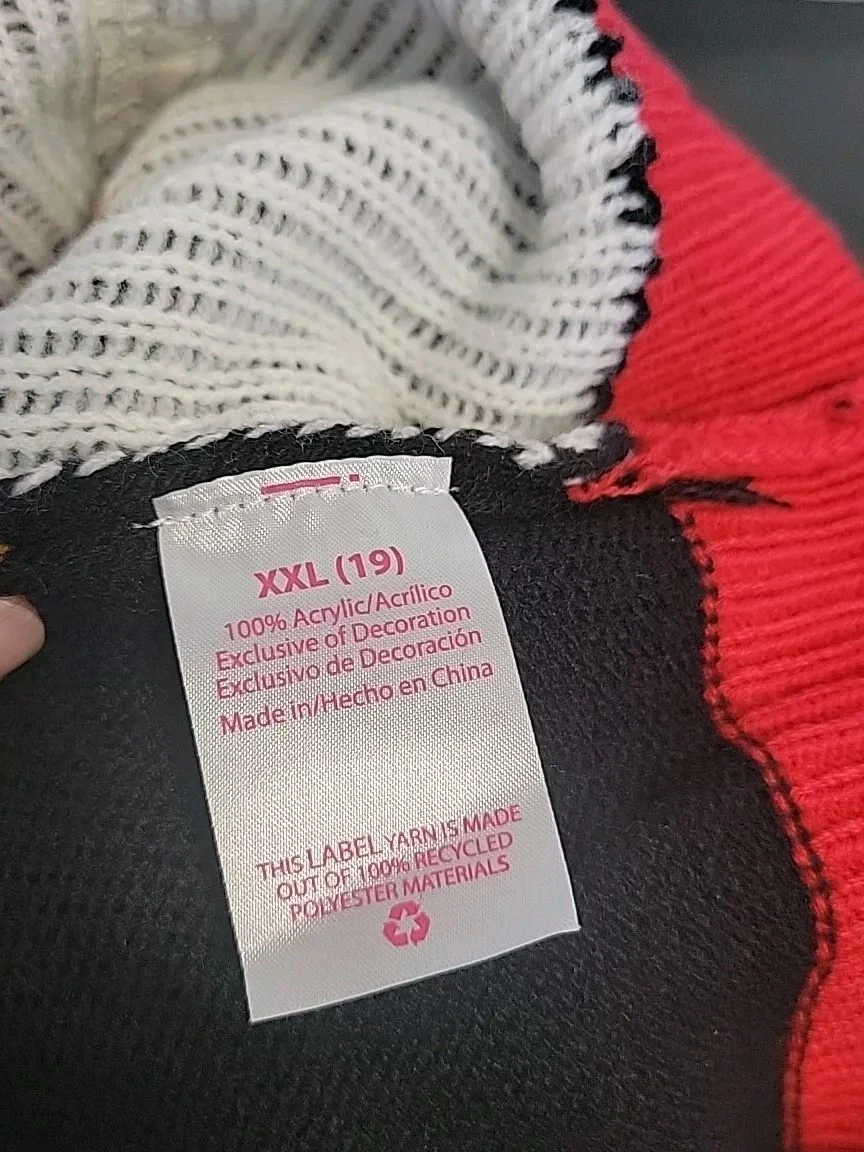 XXL (19)
100% Acrylic/Acrílico
Exclusive of Decoration
Exclusivo de Decoración
Made in/Hecho en China
THIS LABEL YARN IS MADE
OUT OF 100% RECYCLED
POLYESTER MATERIALS